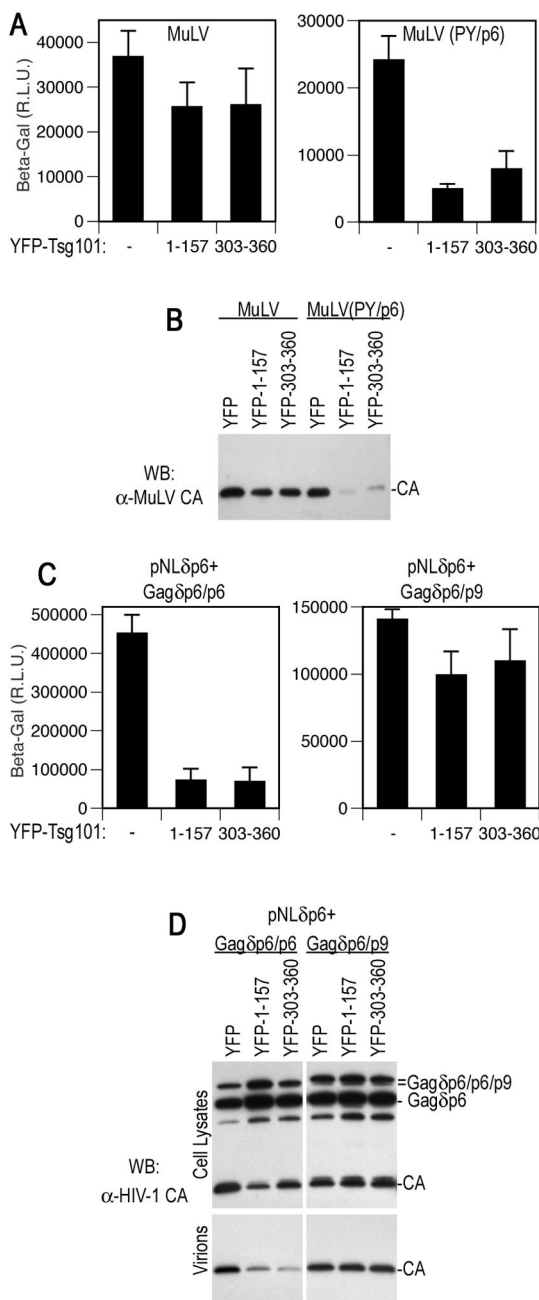 A
MuLV
MuLV (PY/p6)
Beta-Gal (R.L.U.)
40000
30000
20000
10000
0
30000
20000
10000
0
YFP-Tsg101: - 1-157 303-360 - 1-157 303-360
B
MuLV MuLV(PY/p6)
YFP YFP-1-157 YFP-303-360 YFP YFP-1-157 YFP-303-360
WB:
α-MuLV CA
-CA
C
pNLδp6+
Gagδp6/p6
pNLδp6+
Gagδp6/p9
Beta-Gal (R.L.U.)
500000
400000
300000
200000
100000
0
150000
100000
50000
0
YFP-Tsg101: - 1-157 303-360 - 1-157 303-360
D
pNLδp6+
Gagδp6/p6 Gagδp6/p9
YFP YFP-1-157 YFP-303-360 YFP YFP-1-157 YFP-303-360
Cell Lysates
=Gagδp6/p6/p9
- Gagδp6
WB:
α-HIV-1 CA
-CA
Virions
-CA